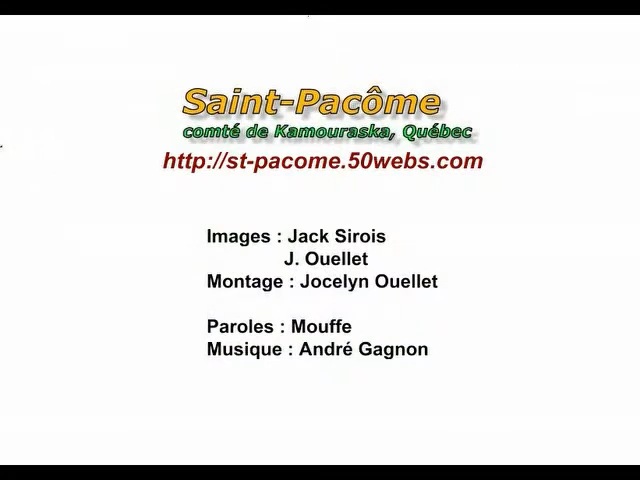 Saint-Pacôme
comté de Kamouraska, Québec
http://st-pacome.50webs.com
Images : Jack Sirois
J. Ouellet
Montage : Jocelyn Ouellet
Paroles : Mouffe
Musique : André Gagnon